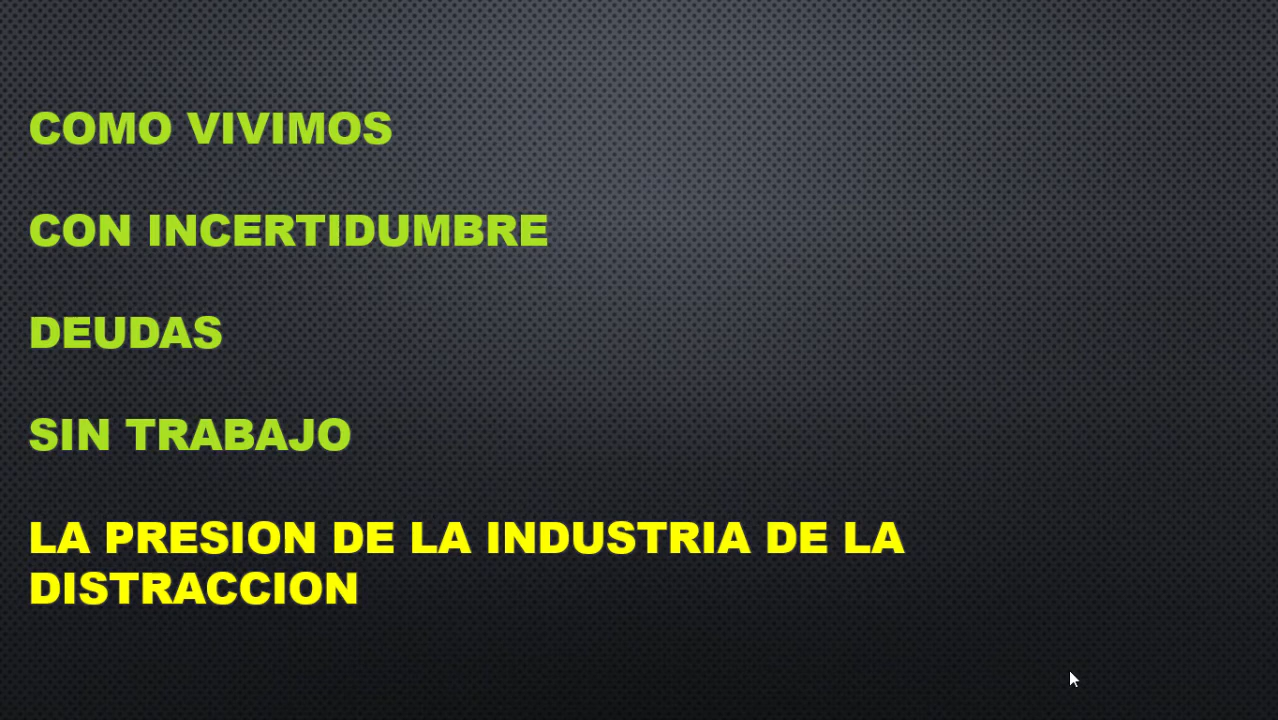 COMO VIVIMOS
CON INCERTIDUMBRE
DEUDAS
SIN TRABAJO
LA PRESION DE LA INDUSTRIA DE LA
DISTRACCION